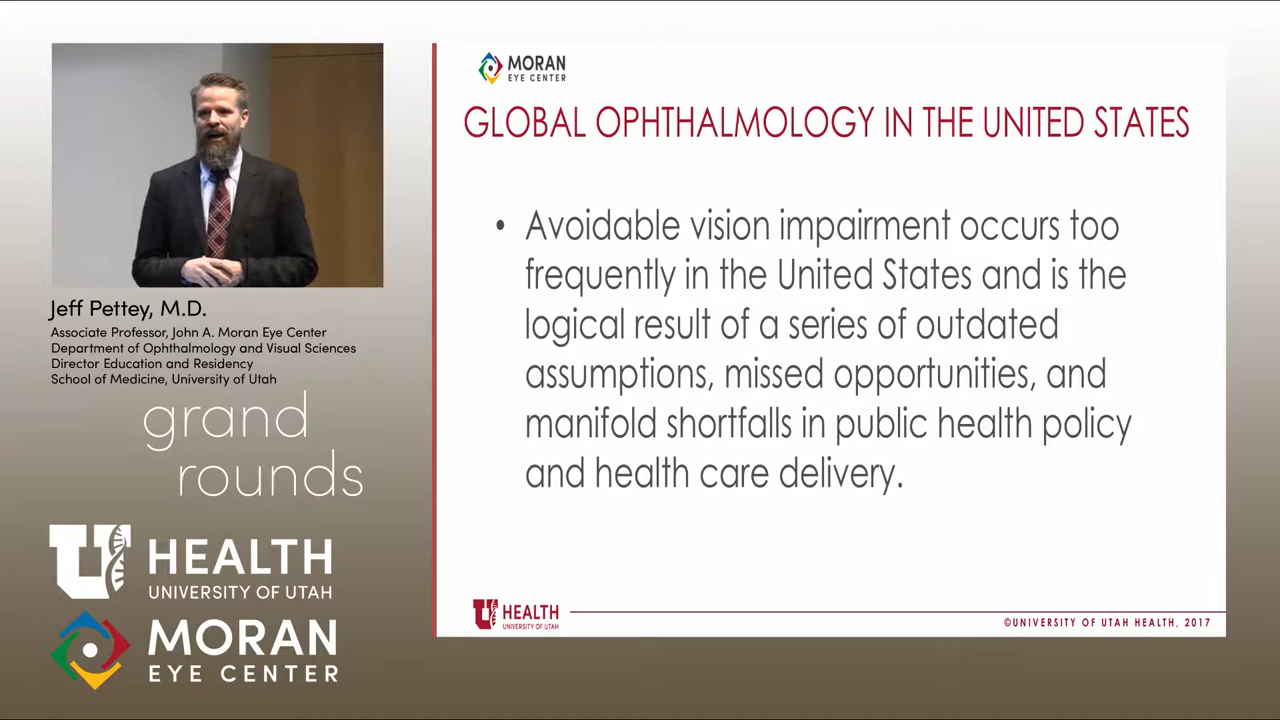 Jeff Pettey, M.D.
Associate Professor, John A. Moran Eye Center
Department of Ophthalmology and Visual Sciences
Director Education and Residency
School of Medicine, University of Utah
grand
rounds
U HEALTH
UNIVERSITY OF UTAH
MORAN
EYE CENTER
MORAN
EYE CENTER
GLOBAL OPHTHALMOLOGY IN THE UNITED STATES
• Avoidable vision impairment occurs too
frequently in the United States and is the
logical result of a series of outdated
assumptions, missed opportunities, and
manifold shortfalls in public health policy
and health care delivery.
U HEALTH
UNIVERSITY OF UTAH
©UNIVERSITY OF UTAH HEALTH, 2017